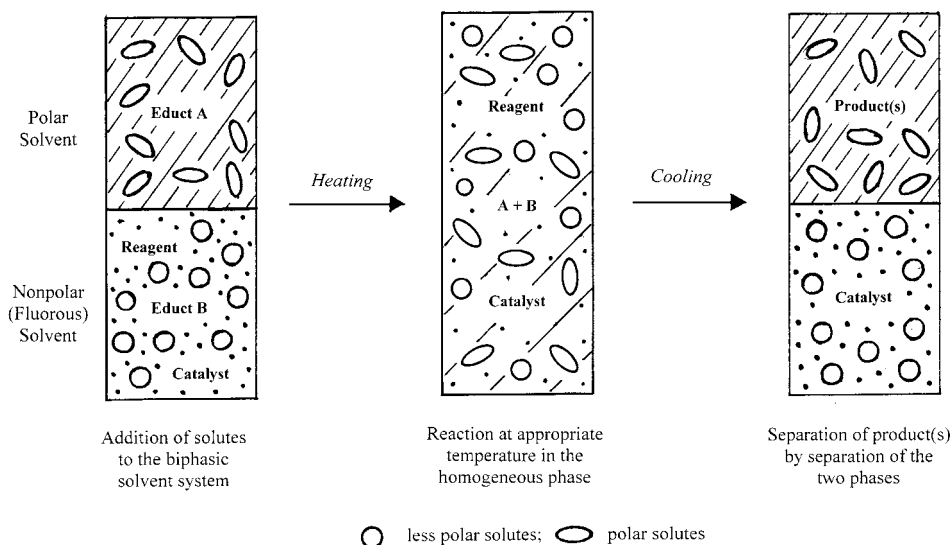 Polar
Solvent
Nonpolar
(Fluorous)
Solvent
Educt A
Reagent
Educt B
Catalyst
Heating
Reagent
A + B
Catalyst
Cooling
Product(s)
Catalyst
Addition of solutes
to the biphasic
solvent system
Reaction at appropriate
temperature in the
homogeneous phase
Separation of product(s)
by separation of the
two phases
less polar solutes; polar solutes